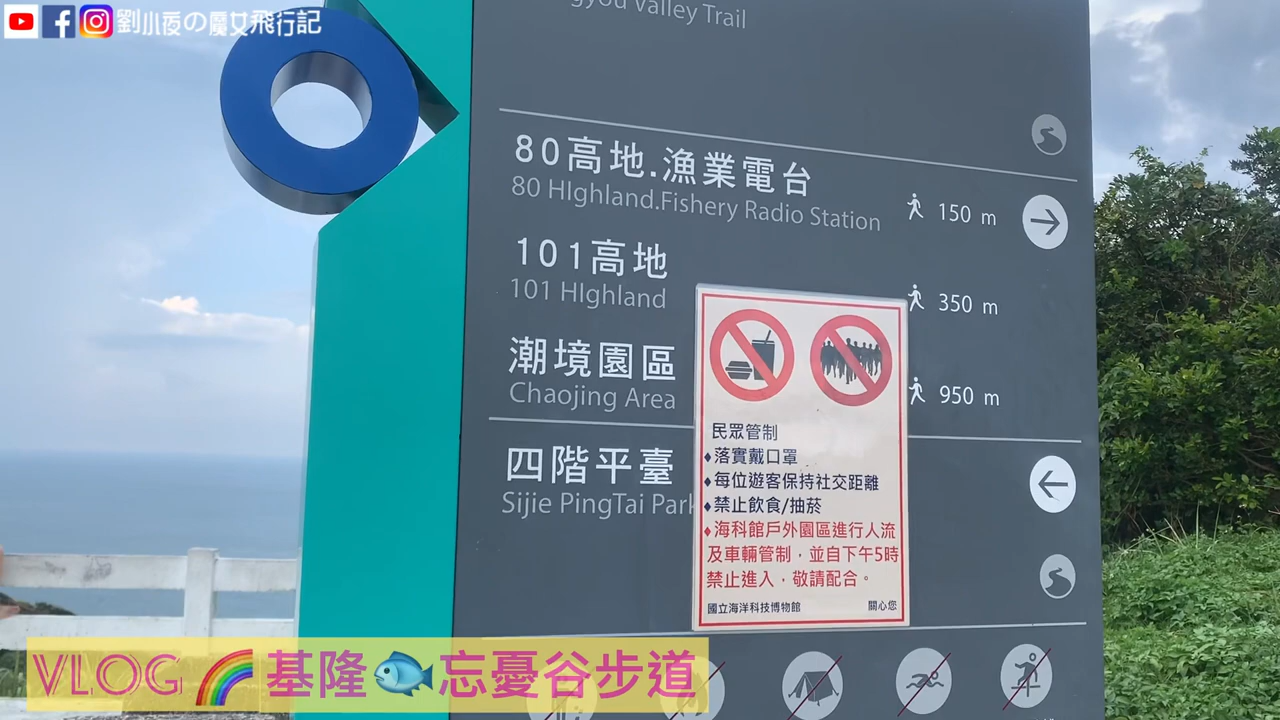 劉小夜の魔女飛行記
Valley Trail
80高地.漁業電台
80 HIghland.Fishery Radio Station
150 m
101高地
101 HIghland
350 m
潮境園區
Chaojing Area
950 m
四階平臺
Sijie PingTai Park
民眾管制
♦落實戴口罩
♦每位遊客保持社交距離
♦禁止飲食/抽菸
♦海科館戶外園區進行人流
及車輛管制，並自下午5時
禁止進入，敬請配合。
國立海洋科技博物館 關心您
VLOG🌈基隆🐟忘憂谷步道